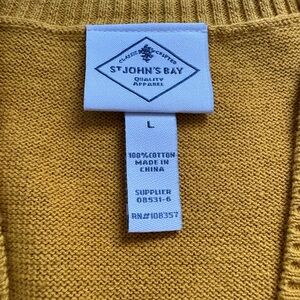 CLASSIC CRAFTED
ST JOHN'S BAY
QUALITY
APPAREL
L
100%COTTON
MADE IN
CHINA
SUPPLIER
08531-6
RN#108357